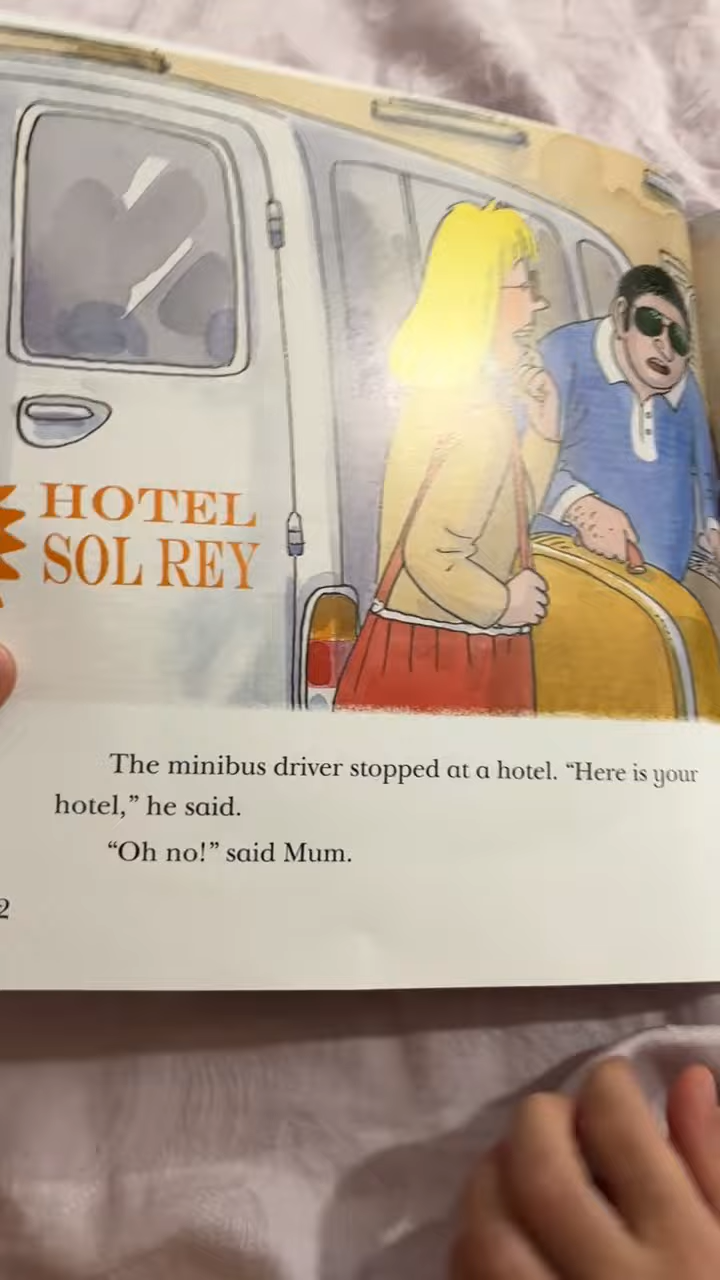 HOTEL
SOL REY
The minibus driver stopped at a hotel. “Here is your
hotel,” he said.
“Oh no!” said Mum.
2